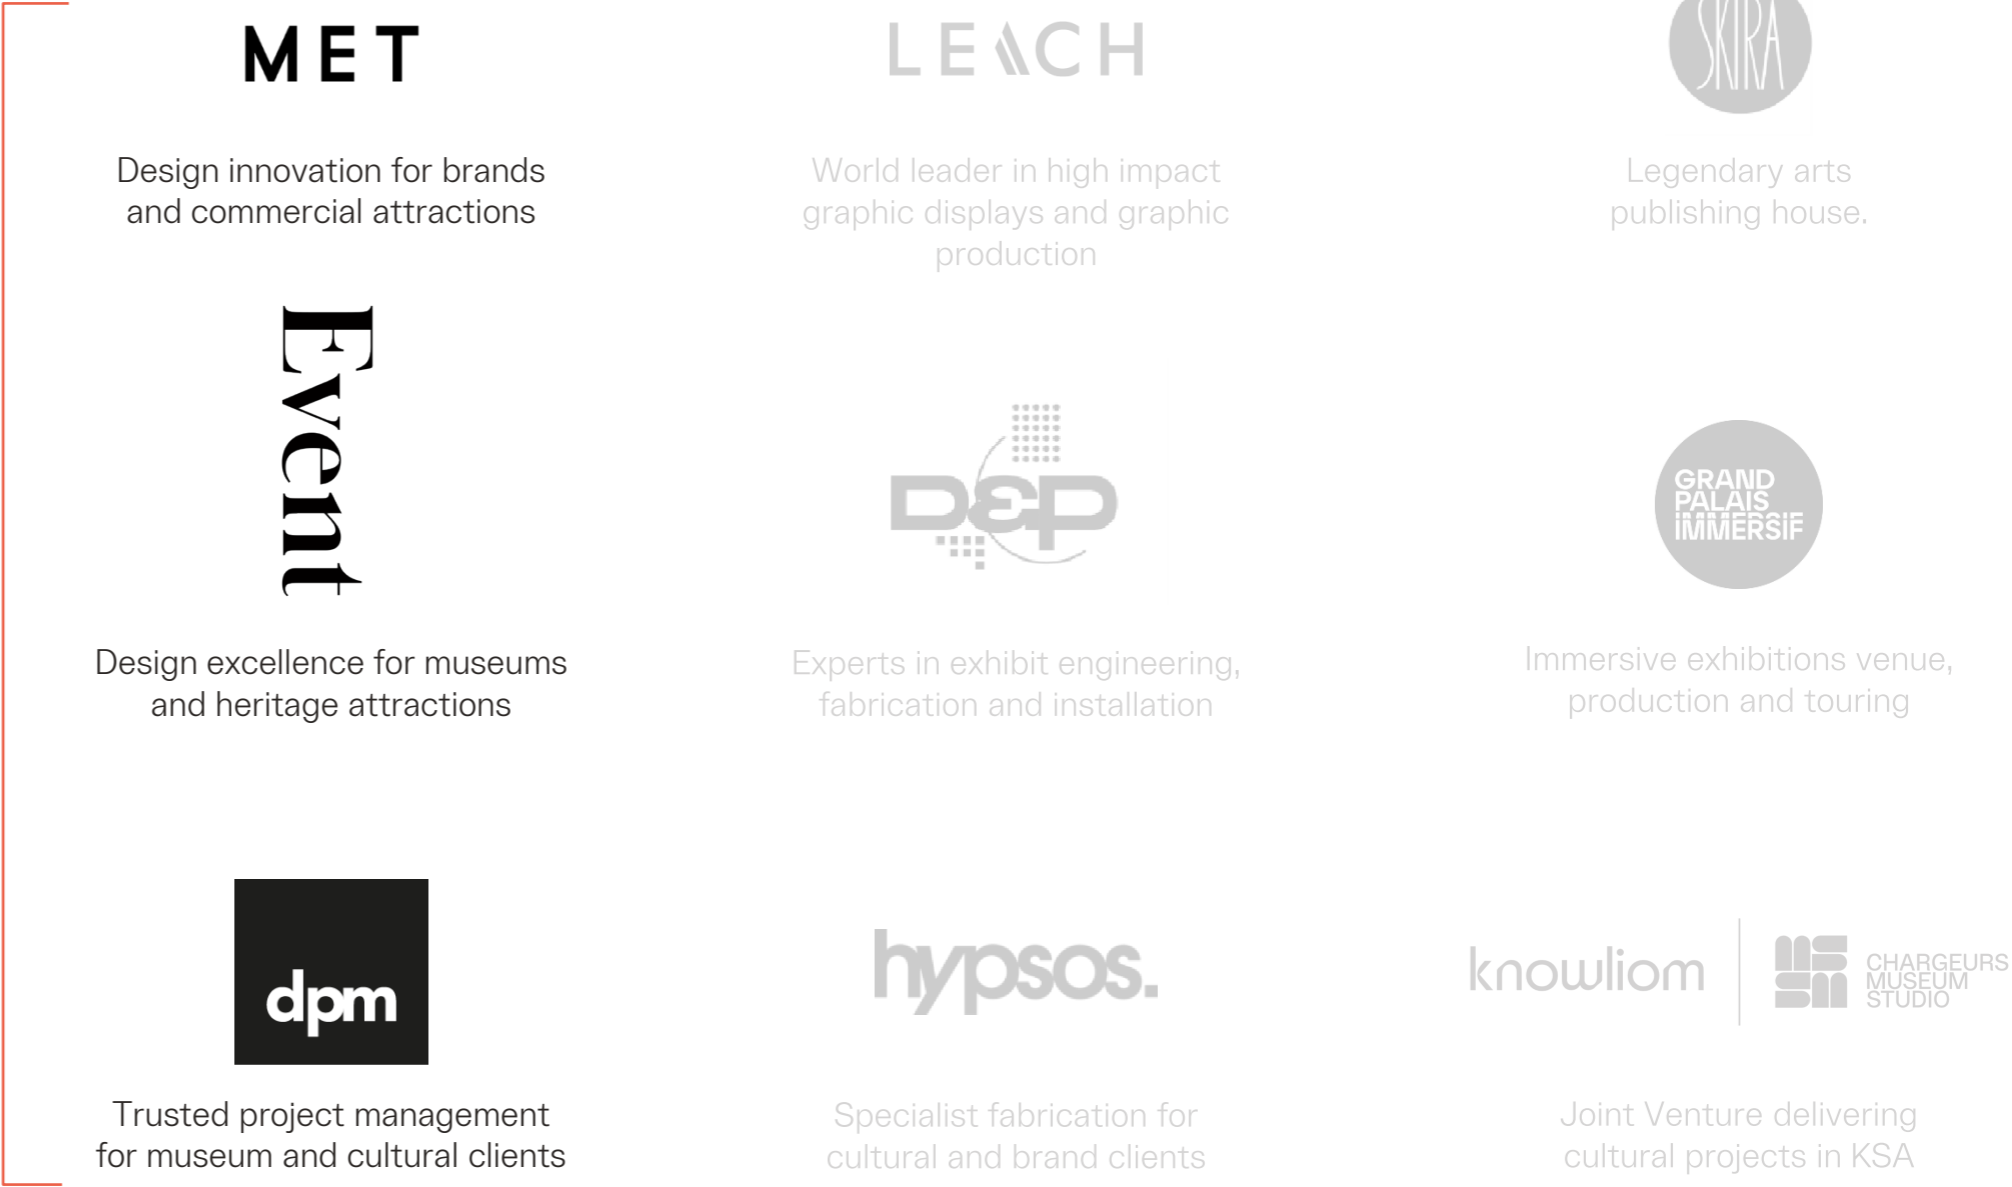 MET
Design innovation for brands
and commercial attractions
LEACH
World leader in high impact
graphic displays and graphic
production
SKIRA
Legendary arts
publishing house.
Event
Design excellence for museums
and heritage attractions
D&P
Experts in exhibit engineering,
fabrication and installation
GRAND
PALAIS
IMMERSIF
Immersive exhibitions venue,
production and touring
dpm
Trusted project management
for museum and cultural clients
hypsos.
Specialist fabrication for
cultural and brand clients
knowliom
CHARGEURS
MUSEUM
STUDIO
Joint Venture delivering
cultural projects in KSA